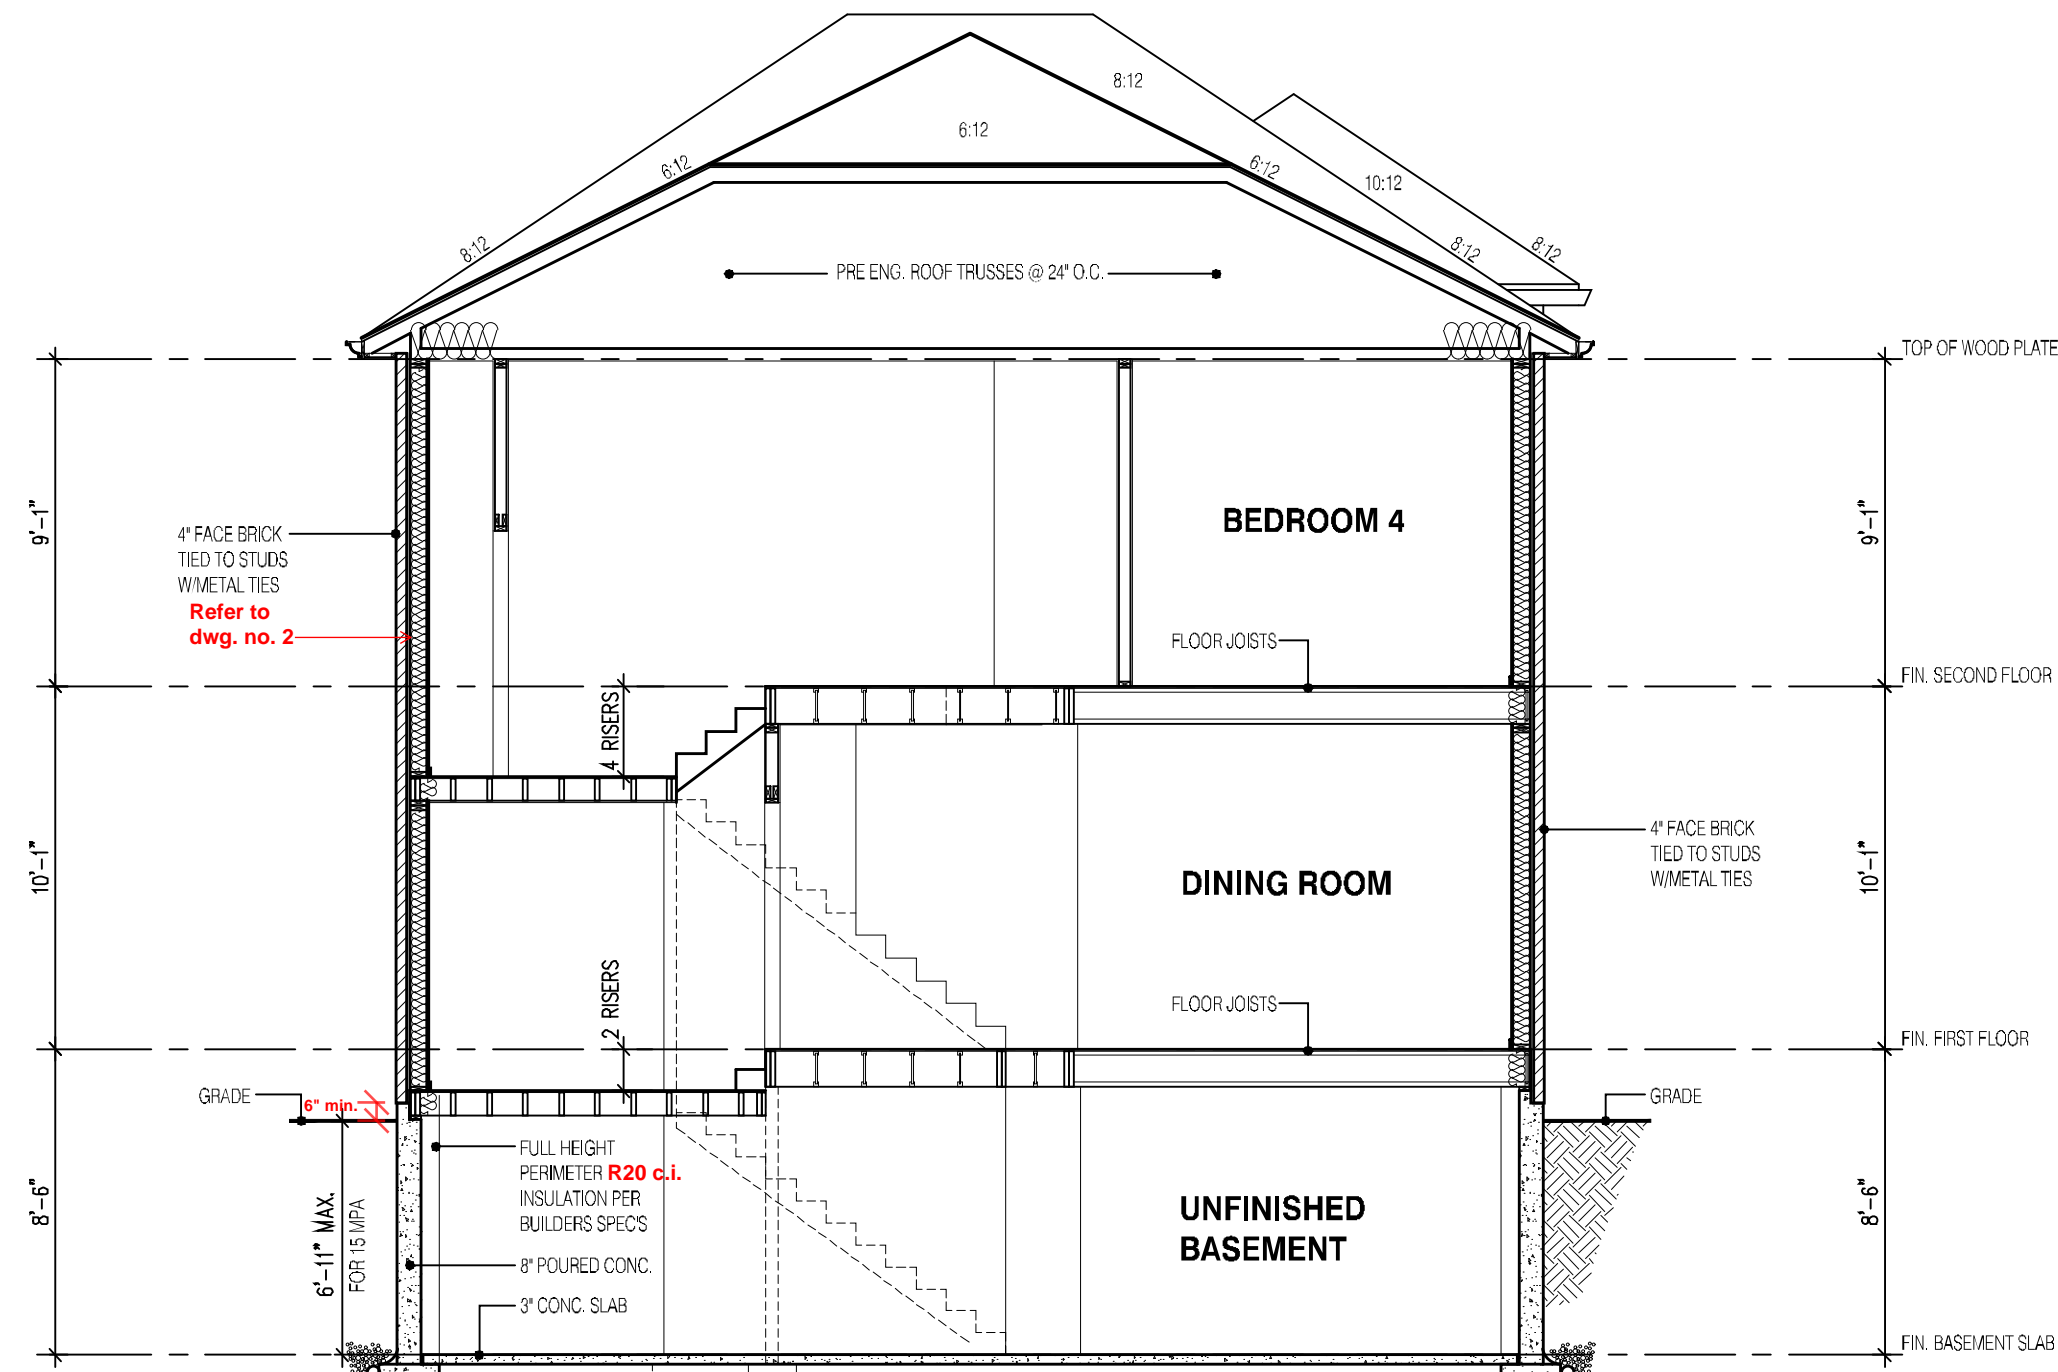 8:12
6:12
6:12
6:12
10:12
8:12
8:12
8:12
PRE ENG. ROOF TRUSSES @ 24" O.C.
TOP OF WOOD PLATE
9'-1"
9'-1"
BEDROOM 4
4" FACE BRICK
TIED TO STUDS
W/METAL TIES
Refer to
dwg. no. 2
FLOOR JOISTS
FIN. SECOND FLOOR
4 RISERS
10'-1"
10'-1"
DINING ROOM
4" FACE BRICK
TIED TO STUDS
W/METAL TIES
2 RISERS
FLOOR JOISTS
FIN. FIRST FLOOR
GRADE
6" min.
GRADE
FULL HEIGHT
PERIMETER R20 c.i.
INSULATION PER
BUILDERS SPEC'S
8'-6"
6'-11" MAX.
FOR 15 MPA
UNFINISHED
BASEMENT
8'-6"
8" POURED CONC.
3" CONC. SLAB
FIN. BASEMENT SLAB